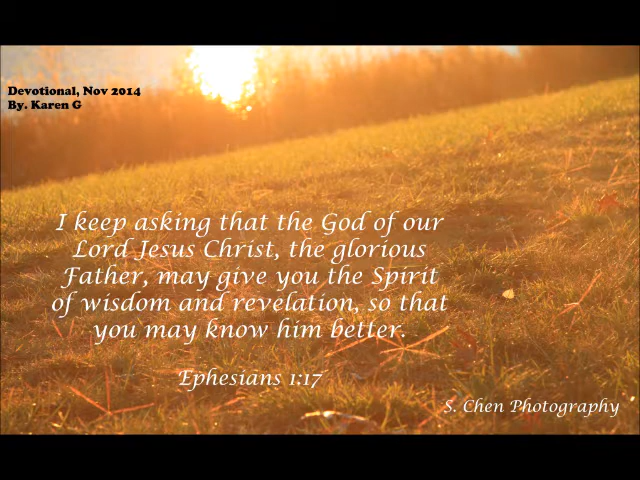 Devotional, Nov 2014
By. Karen G
I keep asking that the God of our
Lord Jesus Christ, the glorious
Father, may give you the Spirit
of wisdom and revelation, so that
you may know him better.
Ephesians 1:17
S. Chen Photography